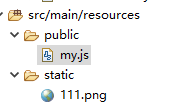 src/main/resources
public
my.js
static
111.png